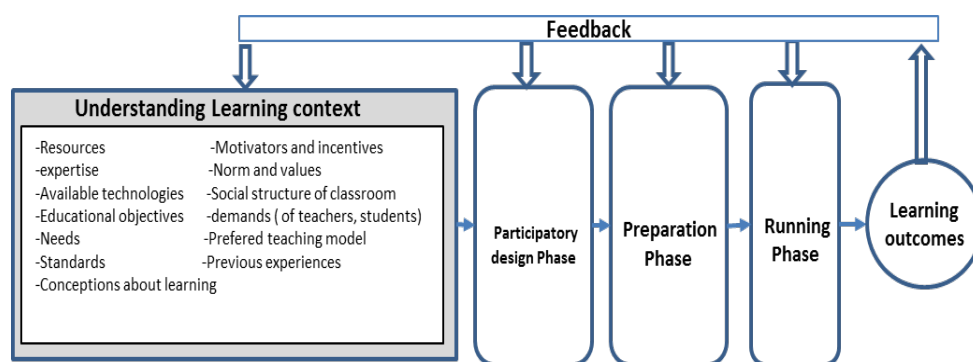 Feedback
Understanding Learning context
-Resources
-expertise
-Available technologies
-Educational objectives
-Needs
-Standards
-Conceptions about learning
-Motivators and incentives
-Norm and values
-Social structure of classroom
-demands ( of teachers, students)
-Prefered teaching model
-Previous experiences
Participatory
design Phase
Preparation
Phase
Running
Phase
Learning
outcomes